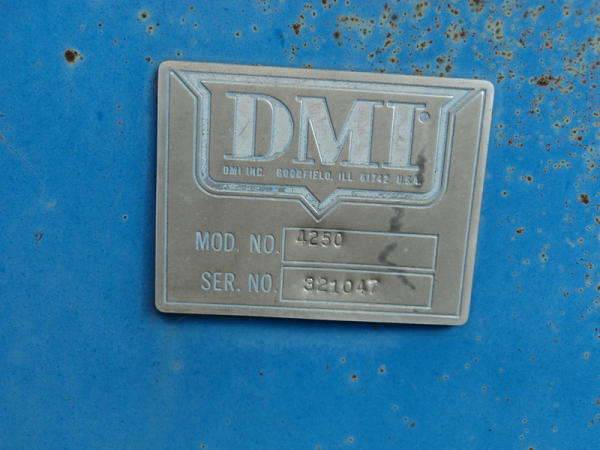 DMI®
DMI INC. GOODFIELD, ILL 61742 U.S.A.
MOD. NO. 4250
SER. NO. 321047